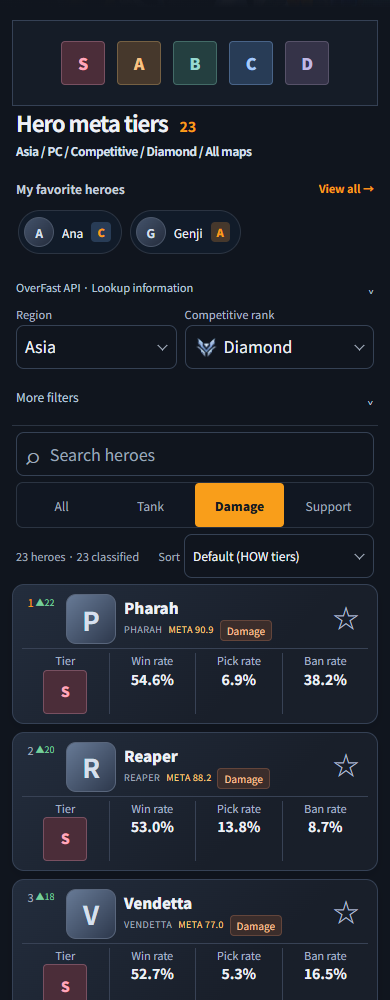 S A B C D
Hero meta tiers 23
Asia / PC / Competitive / Diamond / All maps
My favorite heroes View all →
A Ana C G Genji A
OverFast API · Lookup information
Region Competitive rank
Asia Diamond
More filters
Search heroes
All Tank Damage Support
23 heroes · 23 classified Sort Default (HOW tiers)
1 ▲22 P Pharah
PHARAH META 90.9 Damage
Tier Win rate Pick rate Ban rate
S 54.6% 6.9% 38.2%
2 ▲20 R Reaper
REAPER META 88.2 Damage
Tier Win rate Pick rate Ban rate
S 53.0% 13.8% 8.7%
3 ▲18 V Vendetta
VENDETTA META 77.0 Damage
Tier Win rate Pick rate Ban rate
S 52.7% 5.3% 16.5%